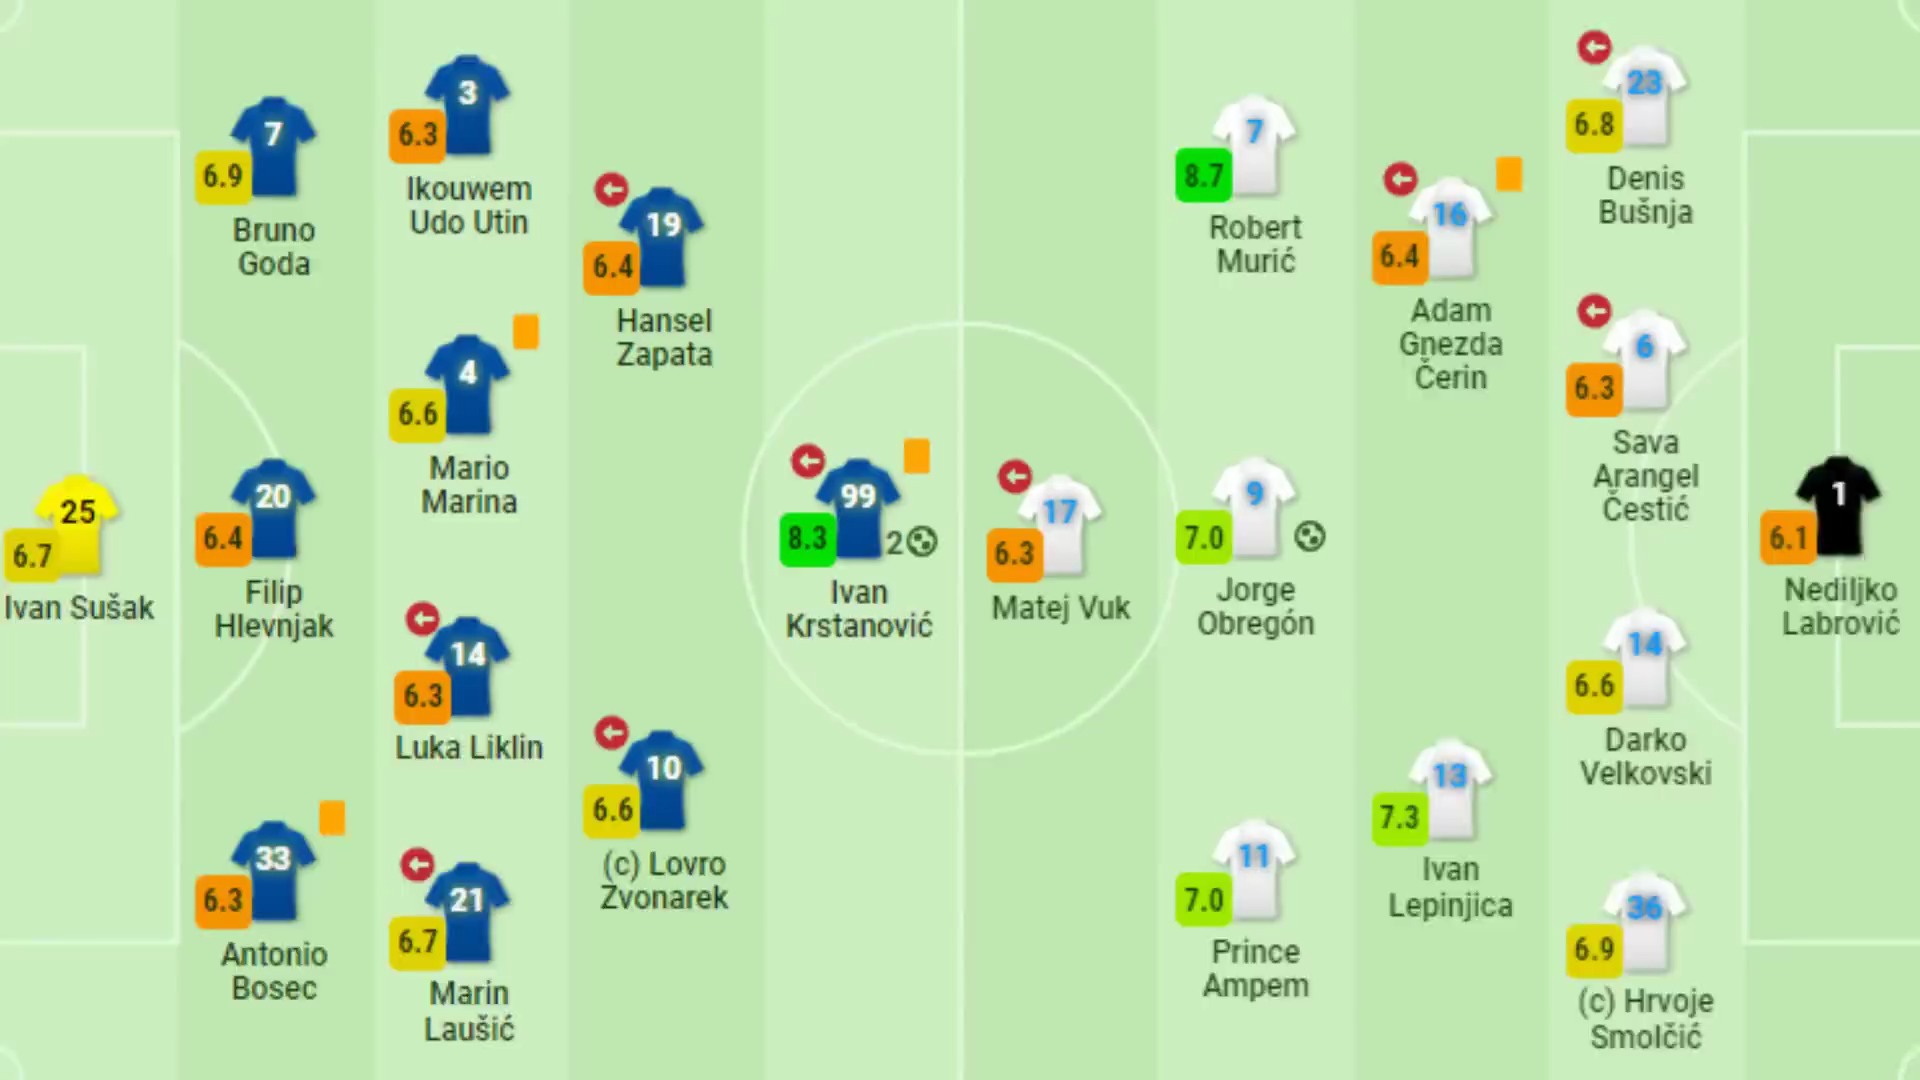 25
6.7
Ivan Sušak
7
6.9
Bruno
Goda
20
6.4
Filip
Hlevnjak
33
6.3
Antonio
Bosec
3
6.3
Ikouwem
Udo Utin
4
6.6
Mario
Marina
14
6.3
Luka Liklin
21
6.7
Marin
Laušić
19
6.4
Hansel
Zapata
10
6.6
(c) Lovro
Zvonarek
99
8.3
2
Ivan
Krstanović
17
6.3
Matej Vuk
7
8.7
Robert
Murić
9
7.0
Jorge
Obregón
11
7.0
Prince
Ampem
16
6.4
Adam
Gnezda
Čerin
13
7.3
Ivan
Lepinjica
23
6.8
Denis
Bušnja
6
6.3
Sava
Arangel
Čestić
14
6.6
Darko
Velkovski
36
6.9
(c) Hrvoje
Smolčić
1
6.1
Nediljko
Labrović